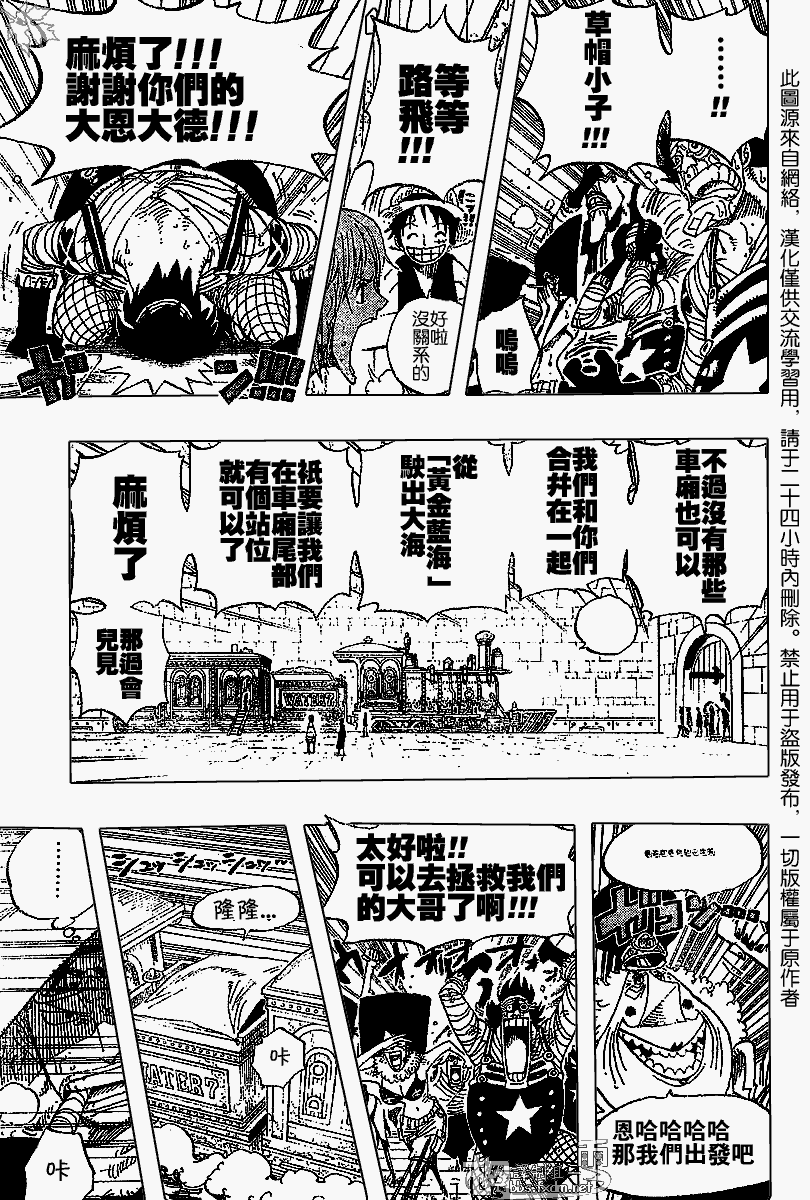 ……!!
草帽小子!!!
嗚嗚
等等
路飛!!!
好啦
沒關系的
麻煩了!!!
謝謝你們的
大恩大德!!!
不過沒有那些
車廂也可以
我們和你們
合并在一起
從
「黃金藍海」
駛出大海
衹要讓我們
在車廂尾部
有個站位
就可以了
麻煩了
那過會
兒見
WATER7
恩哈哈哈哈
那我們出發吧
太好啦!!
可以去拯救我們
的大哥了啊!!!
隆隆...
咔
WATER7
……
咔
此圖源來自網絡，漢化僅供交流學習用，請于二十四小時內刪除。禁止用于盜版發布，一切版權屬于原作者